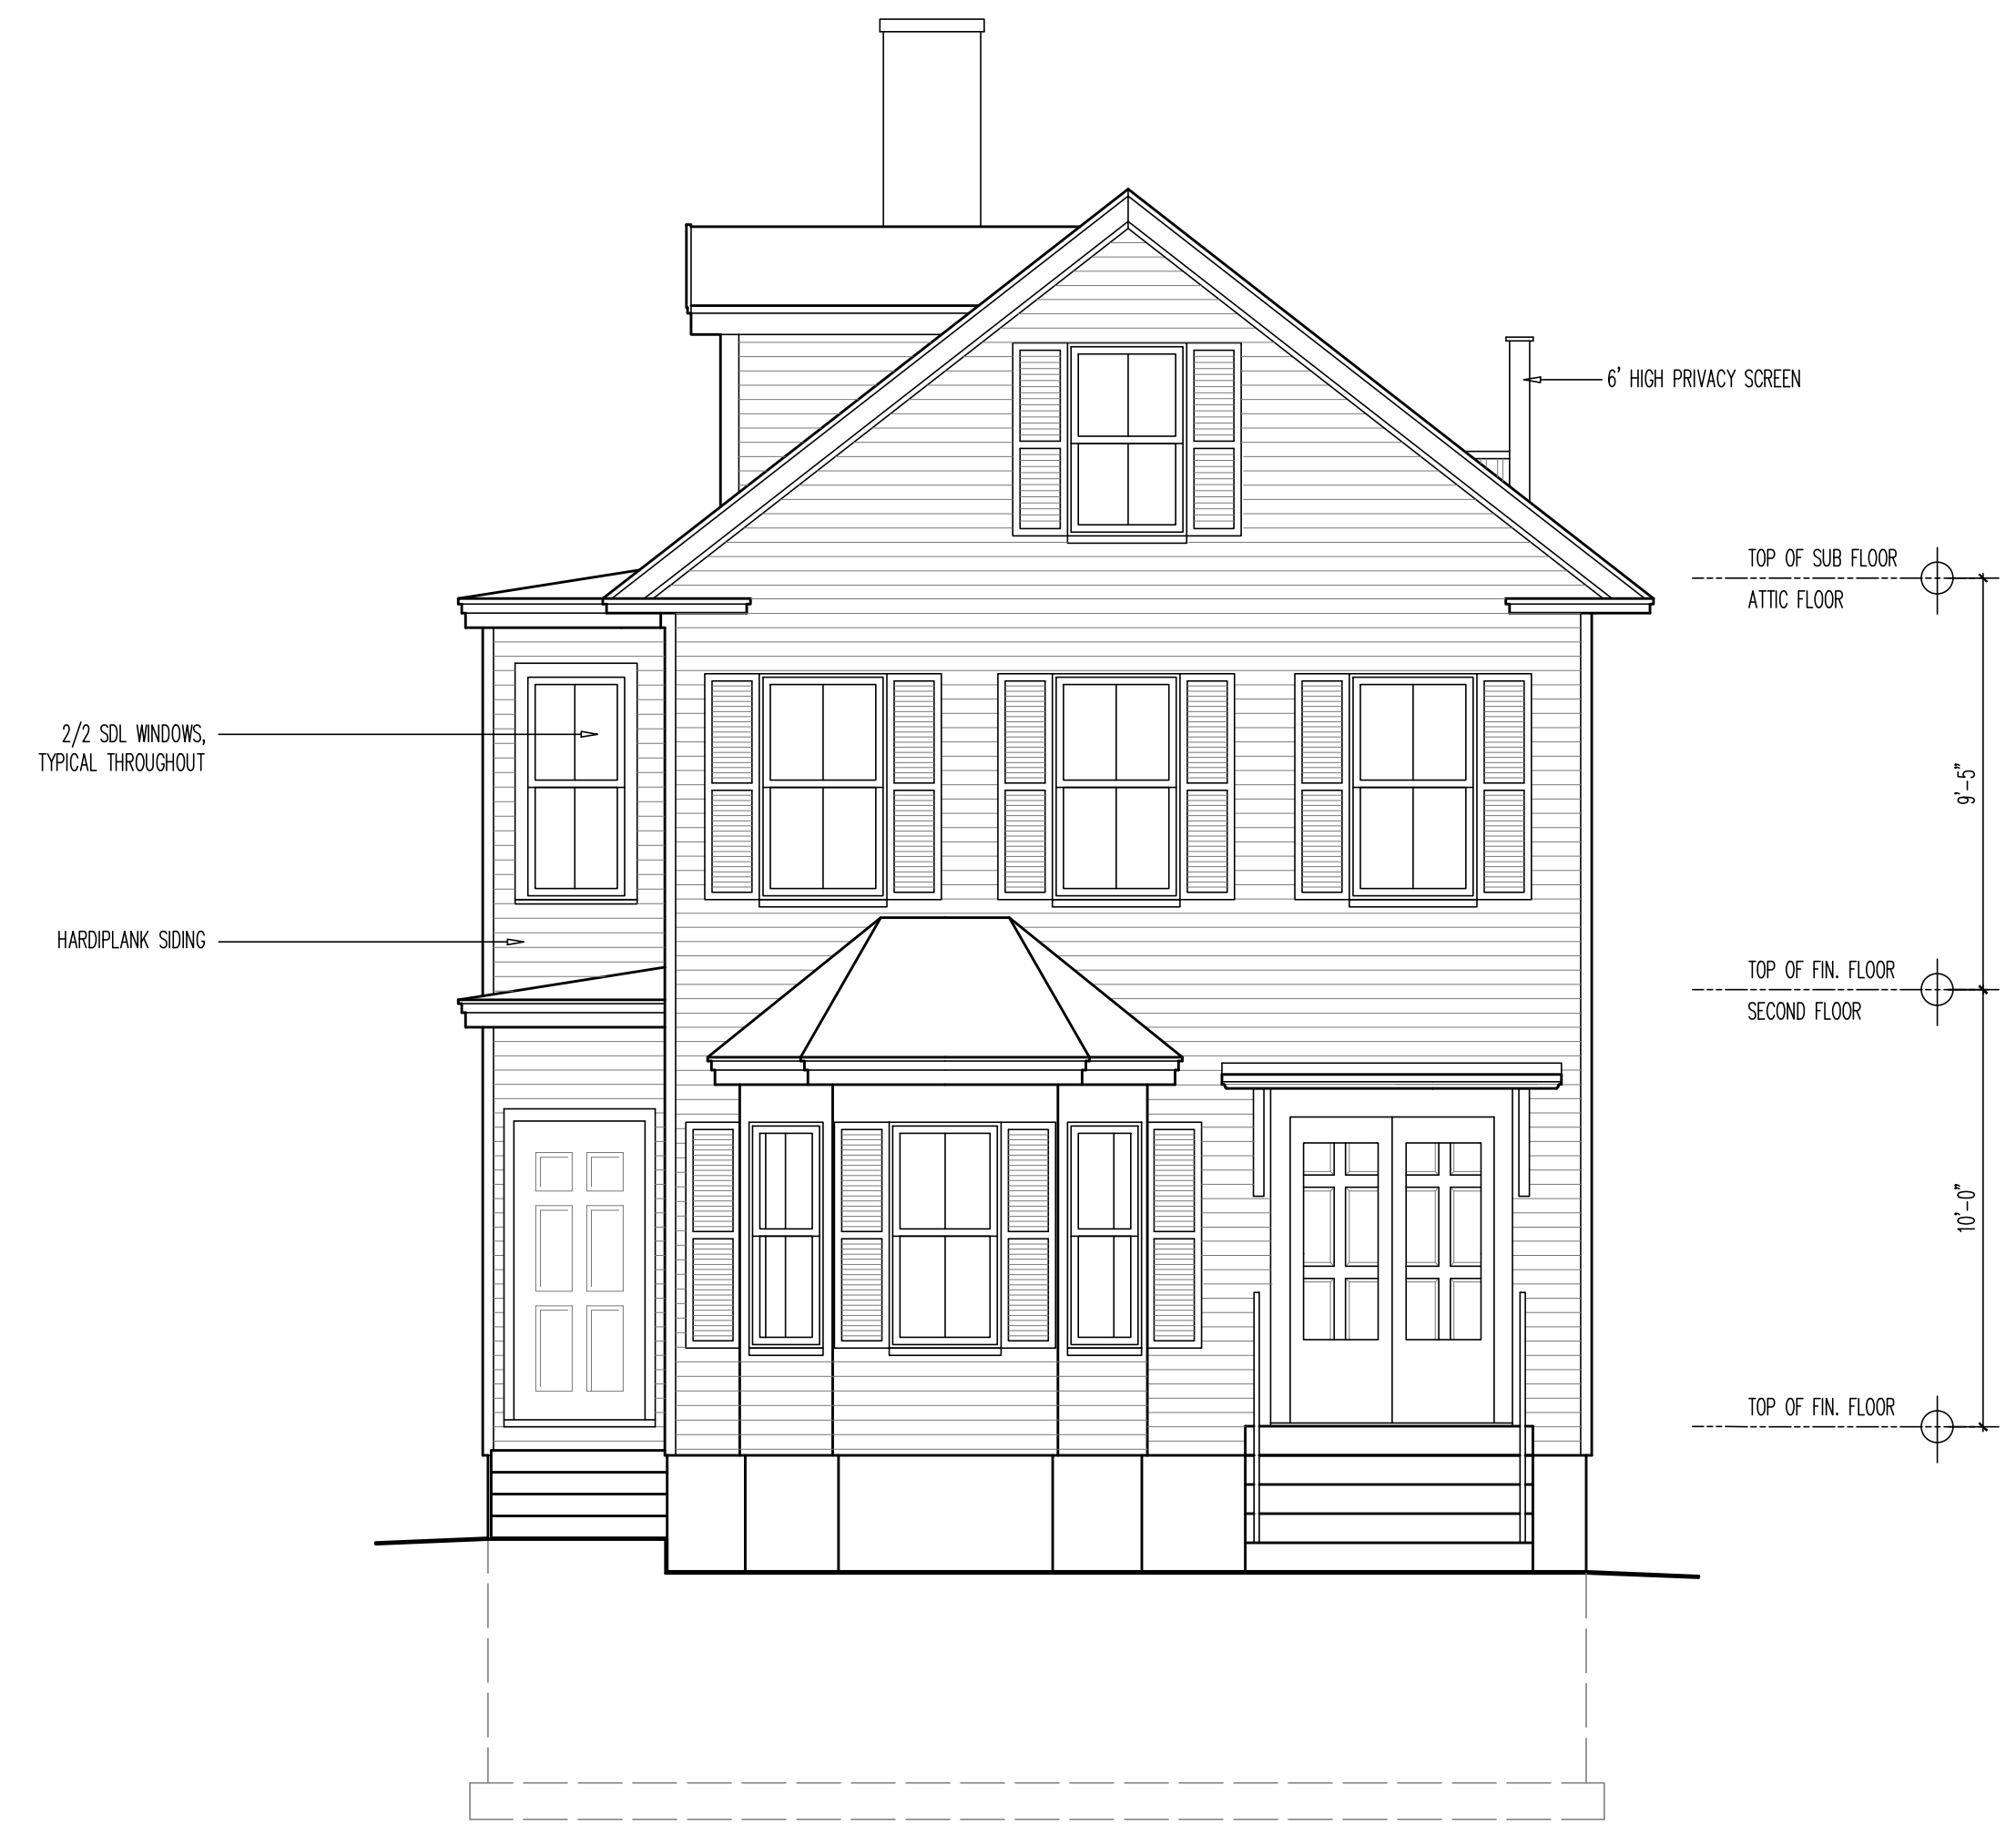 6' HIGH PRIVACY SCREEN
TOP OF SUB FLOOR
ATTIC FLOOR
2/2 SDL WINDOWS,
TYPICAL THROUGHOUT
9'-5"
HARDIPLANK SIDING
TOP OF FIN. FLOOR
SECOND FLOOR
10'-0"
TOP OF FIN. FLOOR